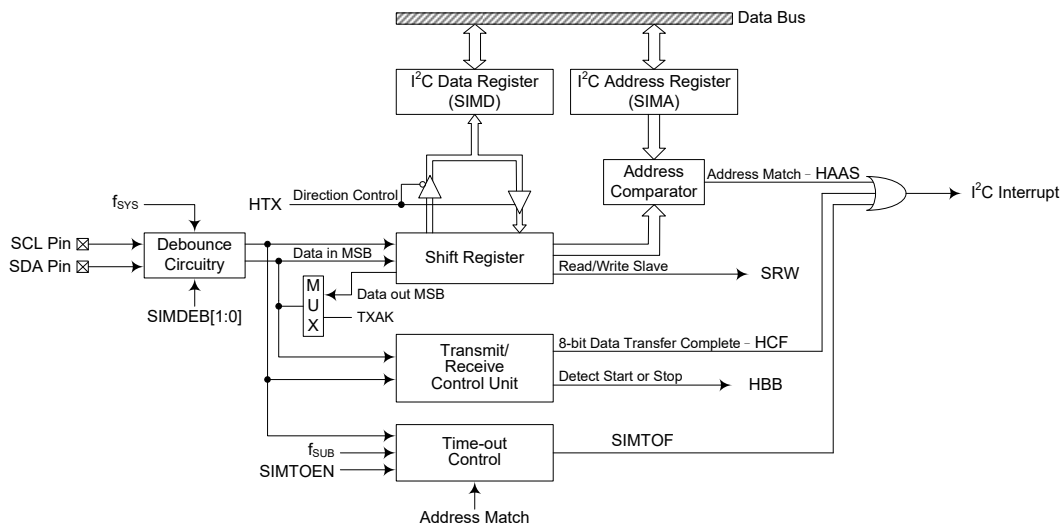 Data Bus
I²C Data Register
(SIMD)
I²C Address Register
(SIMA)
Address
Comparator
Address Match - HAAS
I²C Interrupt
HTX
Direction Control
fSYS
SCL Pin
SDA Pin
Debounce
Circuitry
SIMDEB[1:0]
Data in MSB
Shift Register
Read/Write Slave
SRW
M
U
X
Data out MSB
TXAK
Transmit/
Receive
Control Unit
8-bit Data Transfer Complete - HCF
Detect Start or Stop
HBB
fSUB
SIMTOEN
Time-out
Control
SIMTOF
Address Match